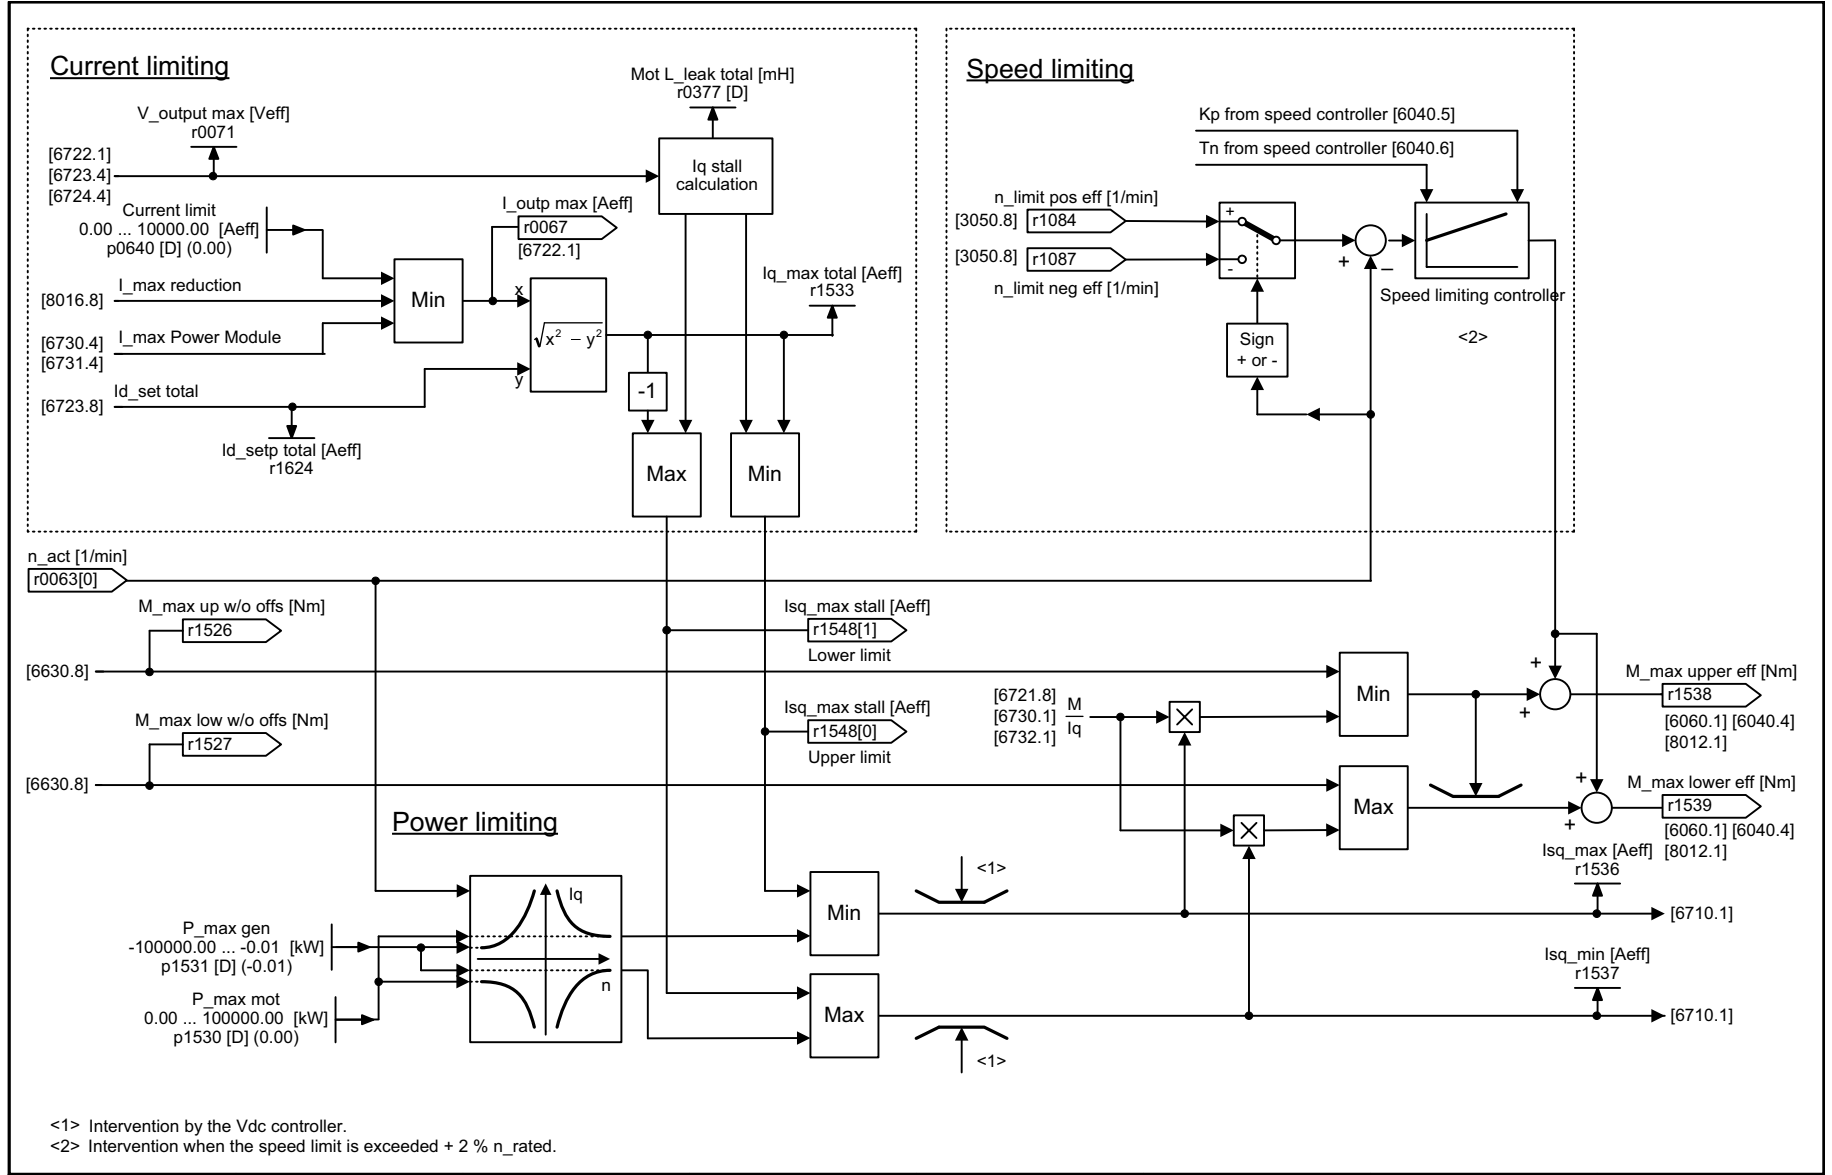 Current limiting
V_output max [Veff]
r0071
[6722.1]
[6723.4]
[6724.4]
Current limit
0.00 ... 10000.00 [Aeff]
p0640 [D] (0.00)
I_max reduction
[8016.8]
I_max Power Module
[6730.4]
[6731.4]
Id_set total
[6723.8]
Id_setp total [Aeff]
r1624
Min
I_outp max [Aeff]
r0067
[6722.1]
x
y
√x² – y²
Mot L_leak total [mH]
r0377 [D]
Iq stall
calculation
Iq_max total [Aeff]
r1533
-1
Max
Min
Speed limiting
Kp from speed controller [6040.5]
Tn from speed controller [6040.6]
n_limit pos eff [1/min]
[3050.8]
r1084
[3050.8]
r1087
n_limit neg eff [1/min]
+
-
Sign
+ or -
+
–
Speed limiting controller
<2>
n_act [1/min]
r0063[0]
M_max up w/o offs [Nm]
r1526
[6630.8]
M_max low w/o offs [Nm]
r1527
[6630.8]
Isq_max stall [Aeff]
r1548[1]
Lower limit
Isq_max stall [Aeff]
r1548[0]
Upper limit
[6721.8]
[6730.1]
[6732.1]
M
Iq
Min
Max
+
+
M_max upper eff [Nm]
r1538
[6060.1] [6040.4]
[8012.1]
+
+
M_max lower eff [Nm]
r1539
[6060.1] [6040.4]
[8012.1]
Power limiting
Iq
n
P_max gen
-100000.00 ... -0.01 [kW]
p1531 [D] (-0.01)
P_max mot
0.00 ... 100000.00 [kW]
p1530 [D] (0.00)
Min
Max
<1>
<1>
Isq_max [Aeff]
r1536
[6710.1]
Isq_min [Aeff]
r1537
[6710.1]
<1> Intervention by the Vdc controller.
<2> Intervention when the speed limit is exceeded + 2 % n_rated.